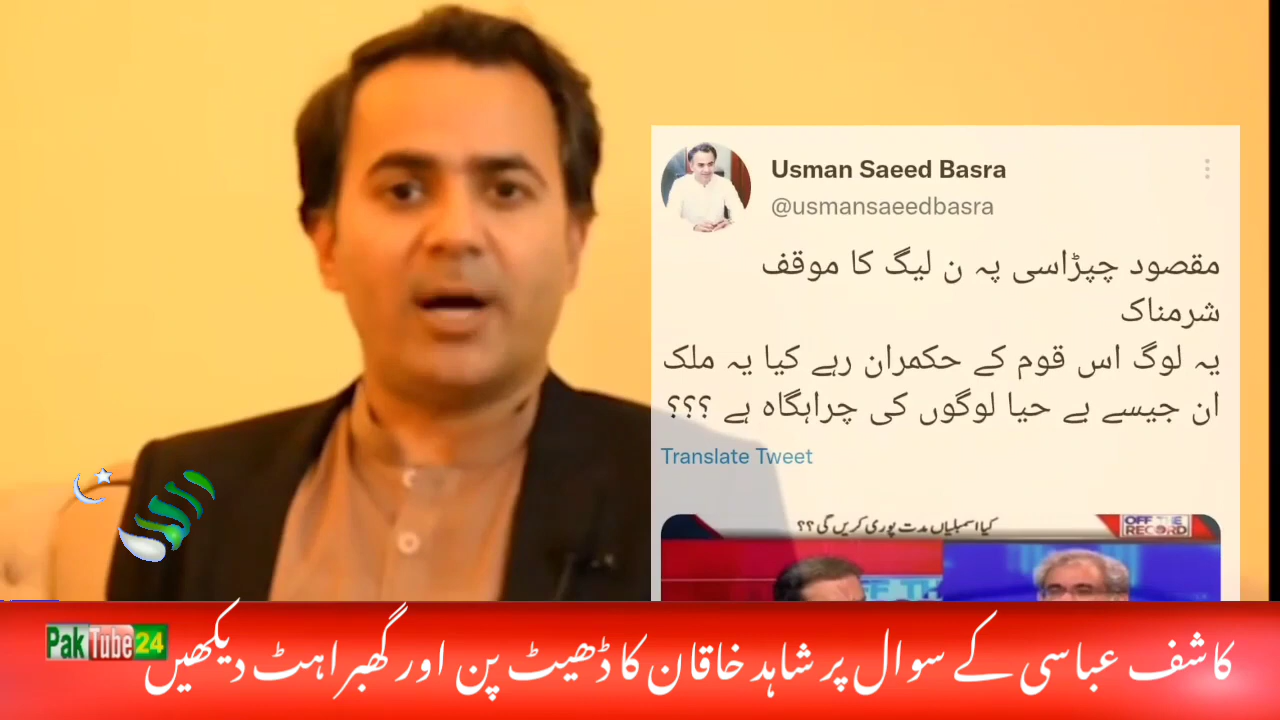 Usman Saeed Basra
@usmansaeedbasra
مقصود چپڑاسی پہ ن لیگ کا موقف
شرمناک
یہ لوگ اس قوم کے حکمران رہے کیا یہ ملک
ان جیسے بے حیا لوگوں کی چراہگاہ ہے ؟؟؟
Translate Tweet
کیا اسمبلیاں مدت پوری کریں گی ؟؟
OFF THE
RECORD
OFF TH
PakTube24
کاشف عباسی کے سوال پر شاہد خاقان کا ڈھیٹ پن اور گھبراہٹ دیکھیں